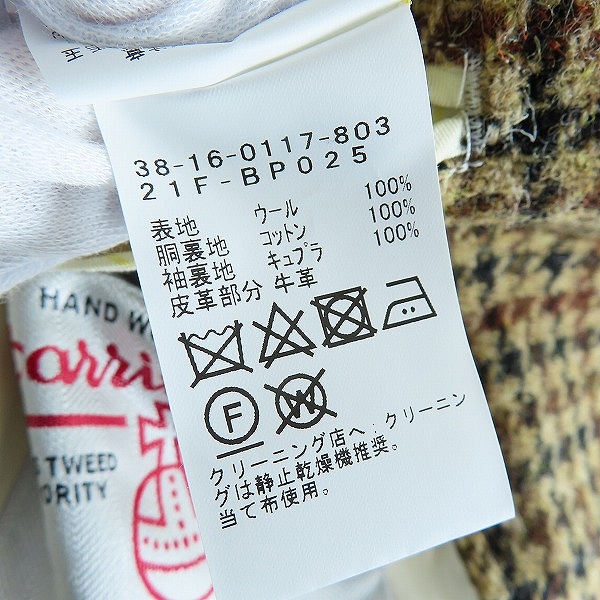 38-16-0117-803
21F-BP025
表地 ウール 100%
胴裏地 コットン 100%
袖裏地 キュプラ 100%
皮革部分 牛革
F
W
クリーニング店へ:クリーニン
グは静止乾燥機推奨。
当て布使用。
HAND W
arri
TWEED
ORITY